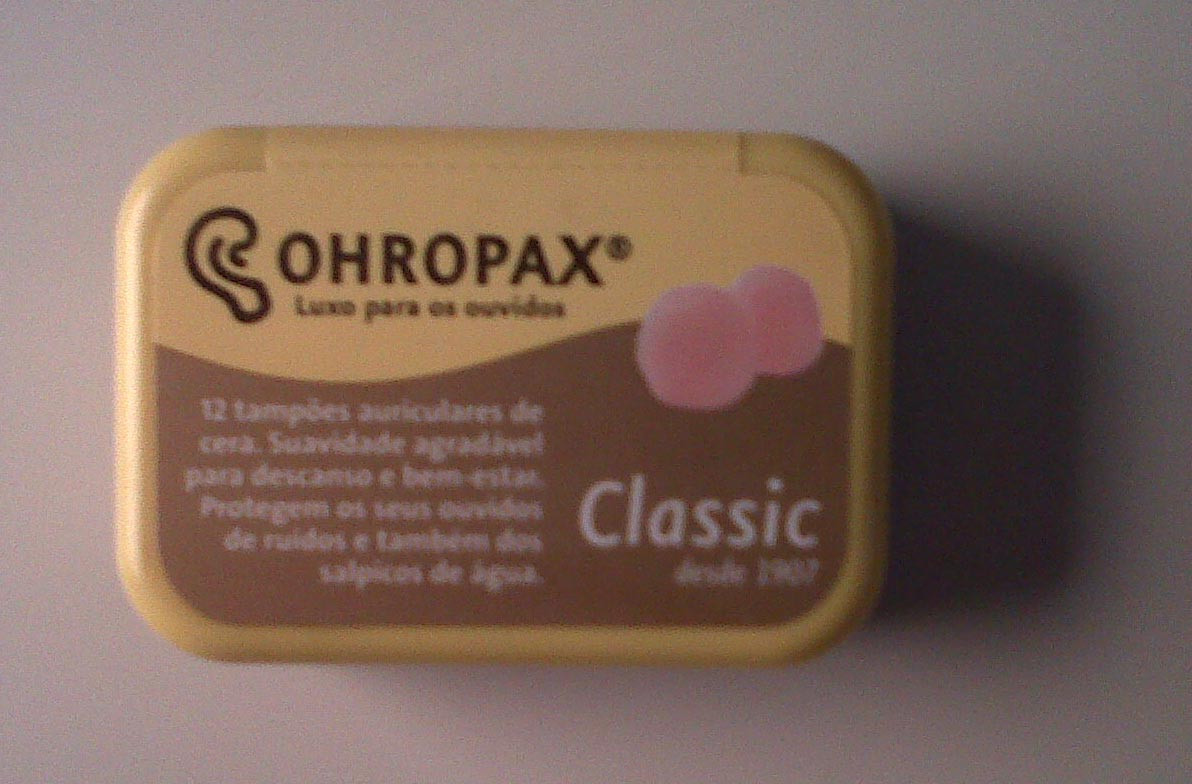 OHROPAX®
Luxo para os ouvidos
12 tampões auriculares de
cera. Suavidade agradável
para descanso e bem-estar.
Protegem os seus ouvidos
de ruídos e também dos
salpicos de água.
Classic
desde 1907